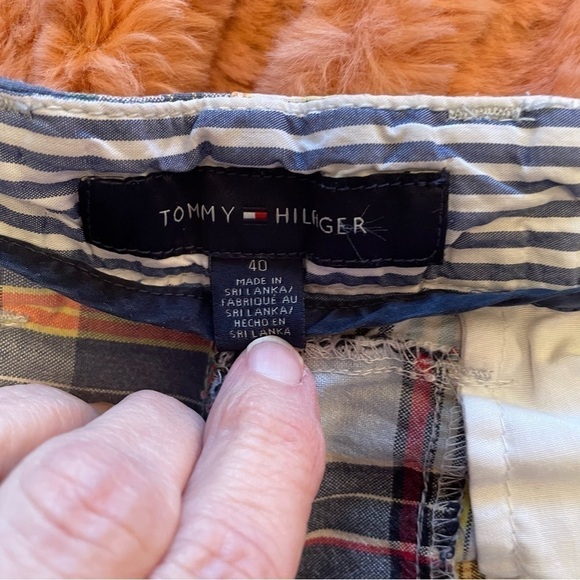 TOMMY HILFIGER
40
MADE IN
SRI LANKA/
FABRIQUÉ AU
SRI LANKA/
HECHO EN
SRI LANKA